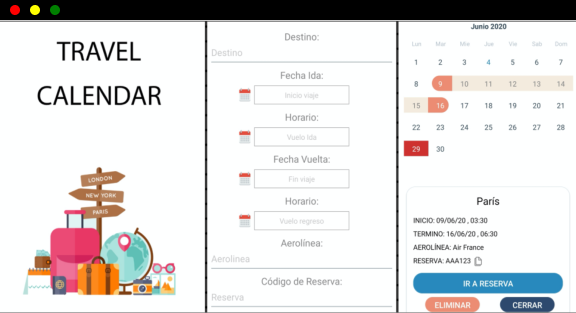 TRAVEL
CALENDAR
LONDON
NEW YORK
PARIS
Destino:
Destino
Fecha Ida:
Inicio viaje
Horario:
Vuelo Ida
Fecha Vuelta:
Fin viaje
Horario:
Vuelo regreso
Aerolínea:
Aerolinea
Código de Reserva:
Reserva
Junio 2020
Lun Mar Mie Jue Vie Sab Dom
1 2 3 4 5 6 7
8 9 10 11 12 13 14
15 16 17 18 19 20 21
22 23 24 25 26 27 28
29 30
París
INICIO: 09/06/20 , 03:30
TERMINO: 16/06/20 , 06:30
AEROLÍNEA: Air France
RESERVA: AAA123
IR A RESERVA
ELIMINAR CERRAR